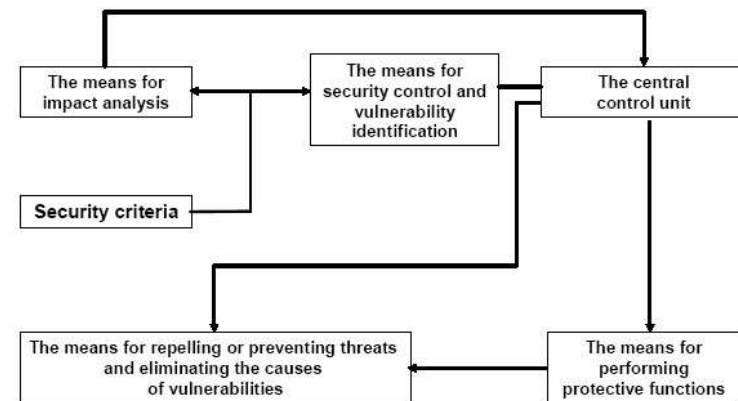 The means for
impact analysis
The means for
security control and
vulnerability
identification
The central
control unit
Security criteria
The means for repelling or preventing threats
and eliminating the causes
of vulnerabilities
The means for
performing
protective functions